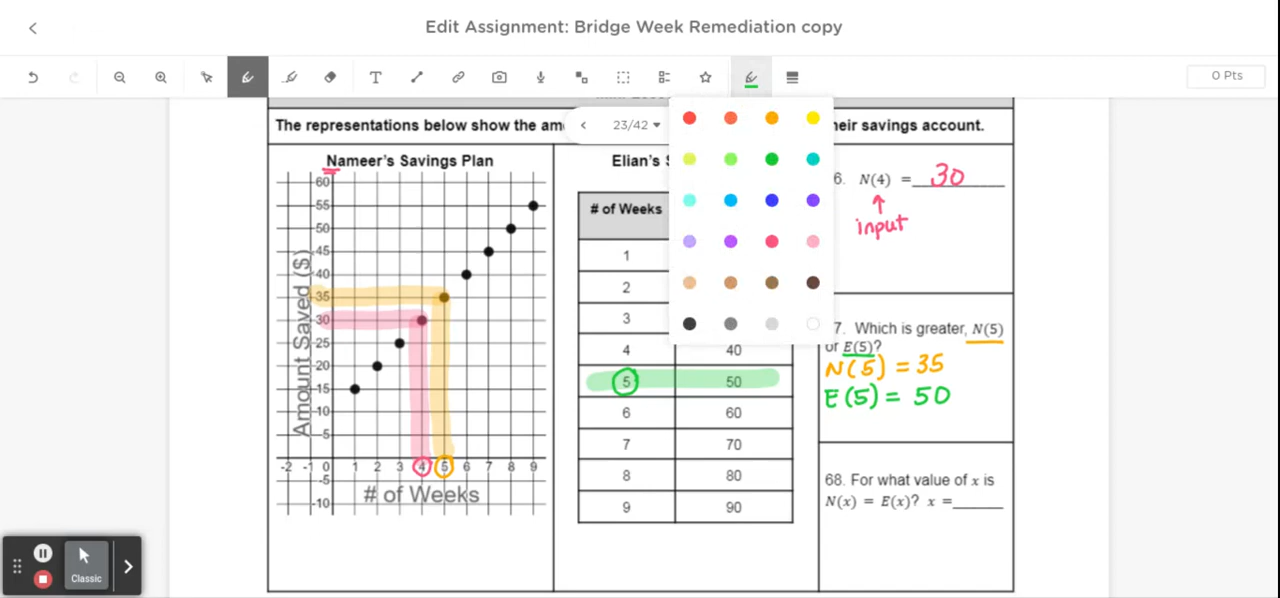 Edit Assignment: Bridge Week Remediation copy
T
0 Pts
23/42
The representations below show the am
heir savings account.
Nameer's Savings Plan
60
55
50
45
40
35
30
25
20
15
10
5
-2 -1 0 1 2 3 4 5 6 7 8 9
-5
-10
Amount Saved ($)
# of Weeks
Elian's S
# of Weeks
1
2
3
4 40
5 50
6 60
7 70
8 80
9 90
6. N(4) = 30
input
7. Which is greater, N(5)
or E(5)?
N(5) = 35
E(5) = 50
68. For what value of x is
N(x) = E(x)? x =______
Classic